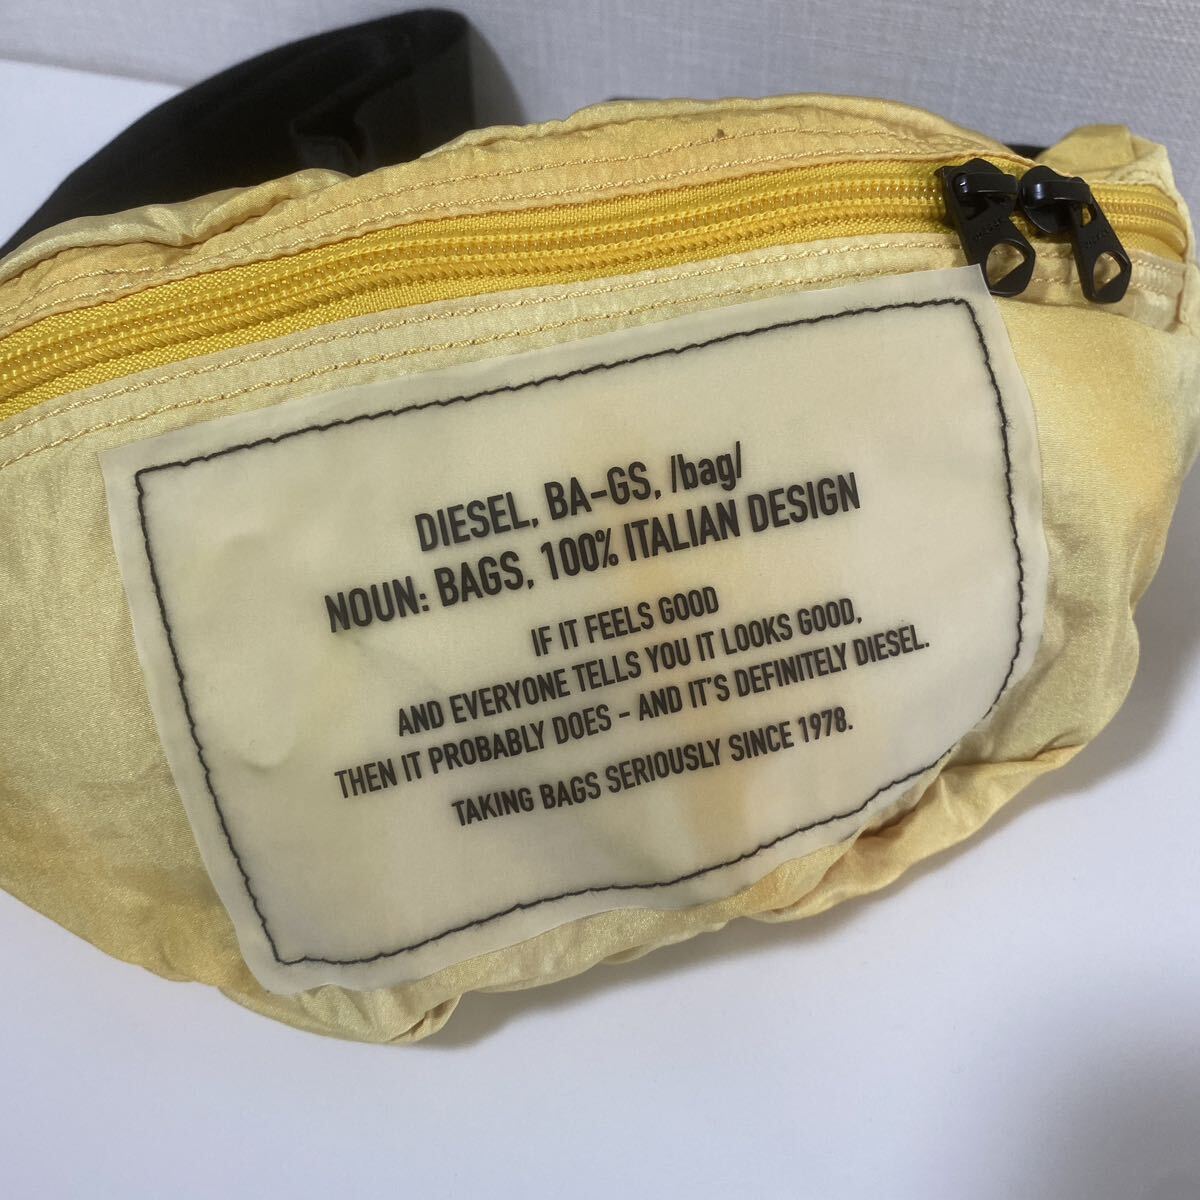 DIESEL, BA-GS, /bag/
NOUN: BAGS, 100% ITALIAN DESIGN
IF IT FEELS GOOD
AND EVERYONE TELLS YOU IT LOOKS GOOD,
THEN IT PROBABLY DOES - AND IT'S DEFINITELY DIESEL.
TAKING BAGS SERIOUSLY SINCE 1978.